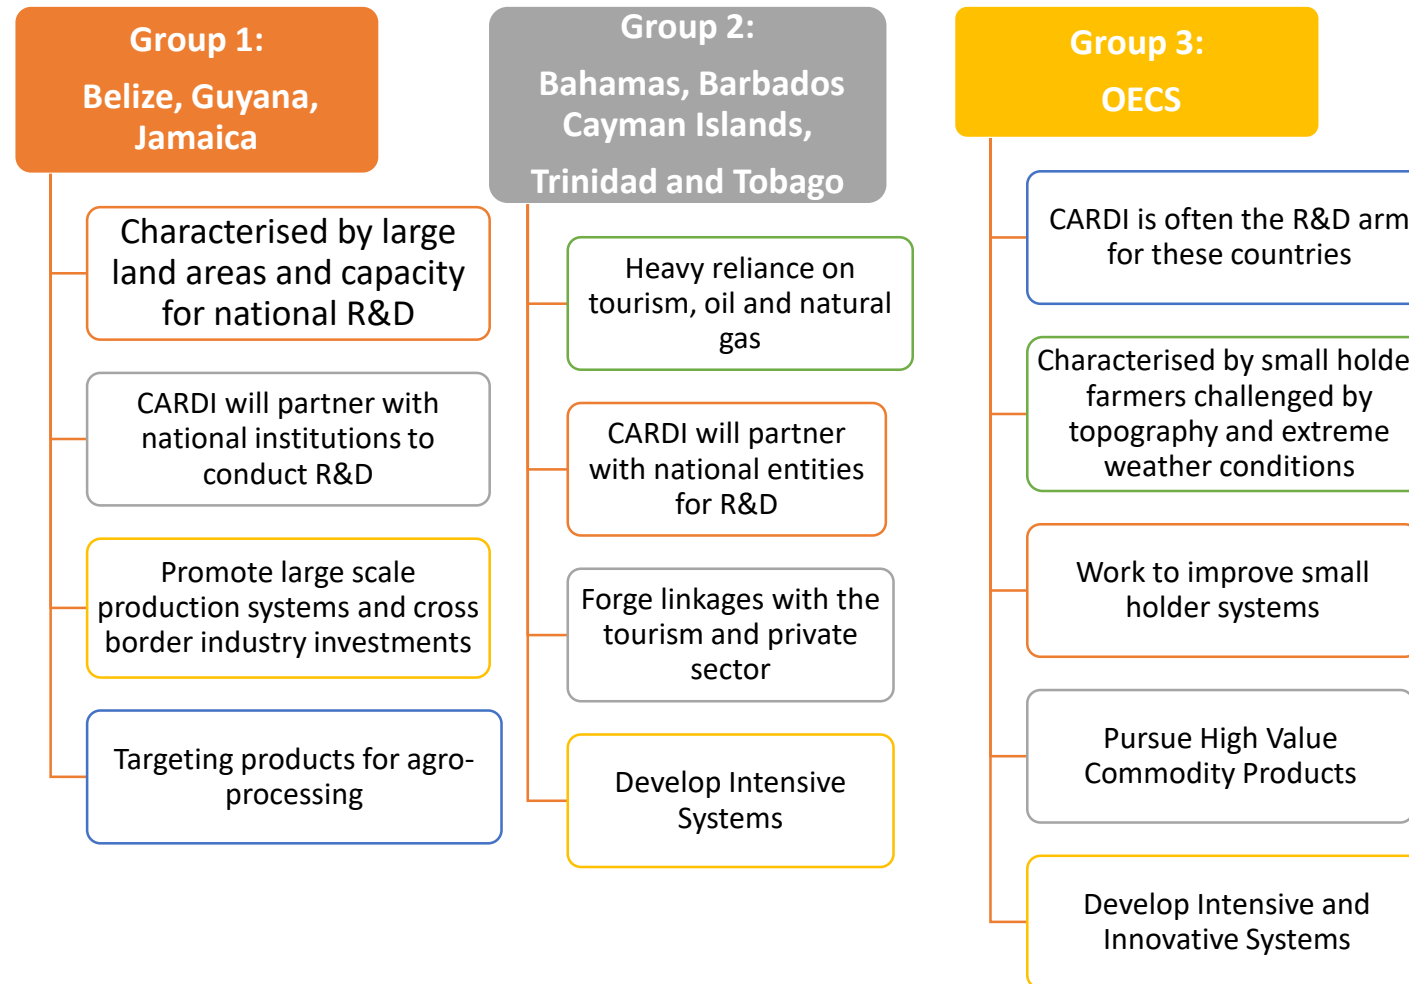 Group 1:
Belize, Guyana,
Jamaica
Characterised by large
land areas and capacity
for national R&D
CARDI will partner with
national institutions to
conduct R&D
Promote large scale
production systems and cross
border industry investments
Targeting products for agro-
processing
Group 2:
Bahamas, Barbados
Cayman Islands,
Trinidad and Tobago
Heavy reliance on
tourism, oil and natural
gas
CARDI will partner
with national entities
for R&D
Forge linkages with the
tourism and private
sector
Develop Intensive
Systems
Group 3:
OECS
CARDI is often the R&D arm
for these countries
Characterised by small holde
farmers challenged by
topography and extreme
weather conditions
Work to improve small
holder systems
Pursue High Value
Commodity Products
Develop Intensive and
Innovative Systems